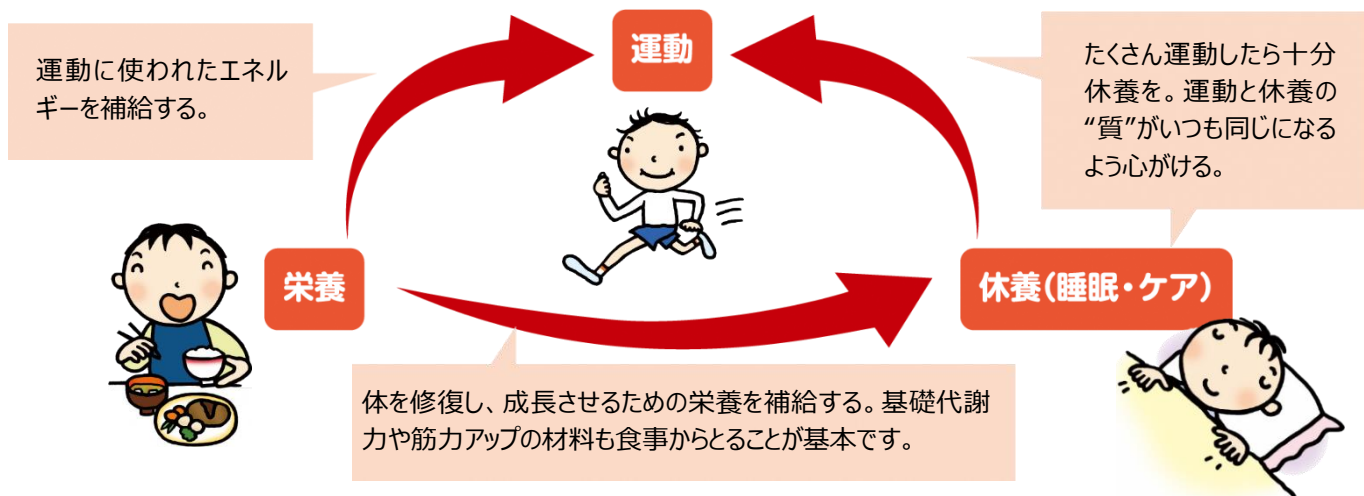 運動
運動に使われたエネル
ギーを補給する。
たくさん運動したら十分
休養を。運動と休養の
“質”がいつも同じになる
よう心がける。
栄養
休養(睡眠・ケア)
体を修復し、成長させるための栄養を補給する。基礎代謝
力や筋力アップの材料も食事からとることが基本です。